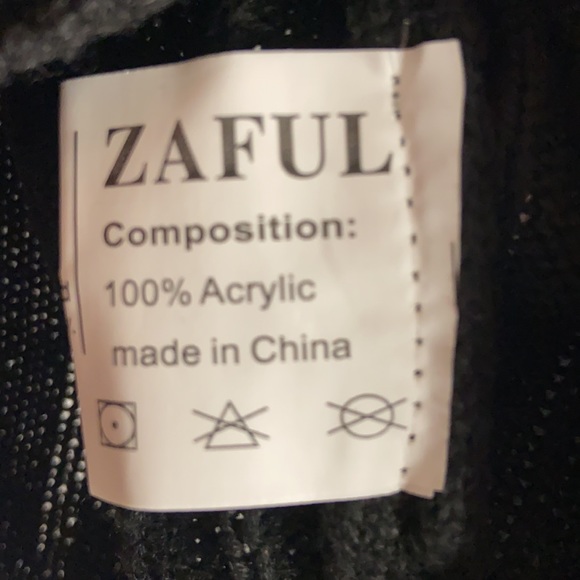 ZAFUL
Composition:
100% Acrylic
made in China